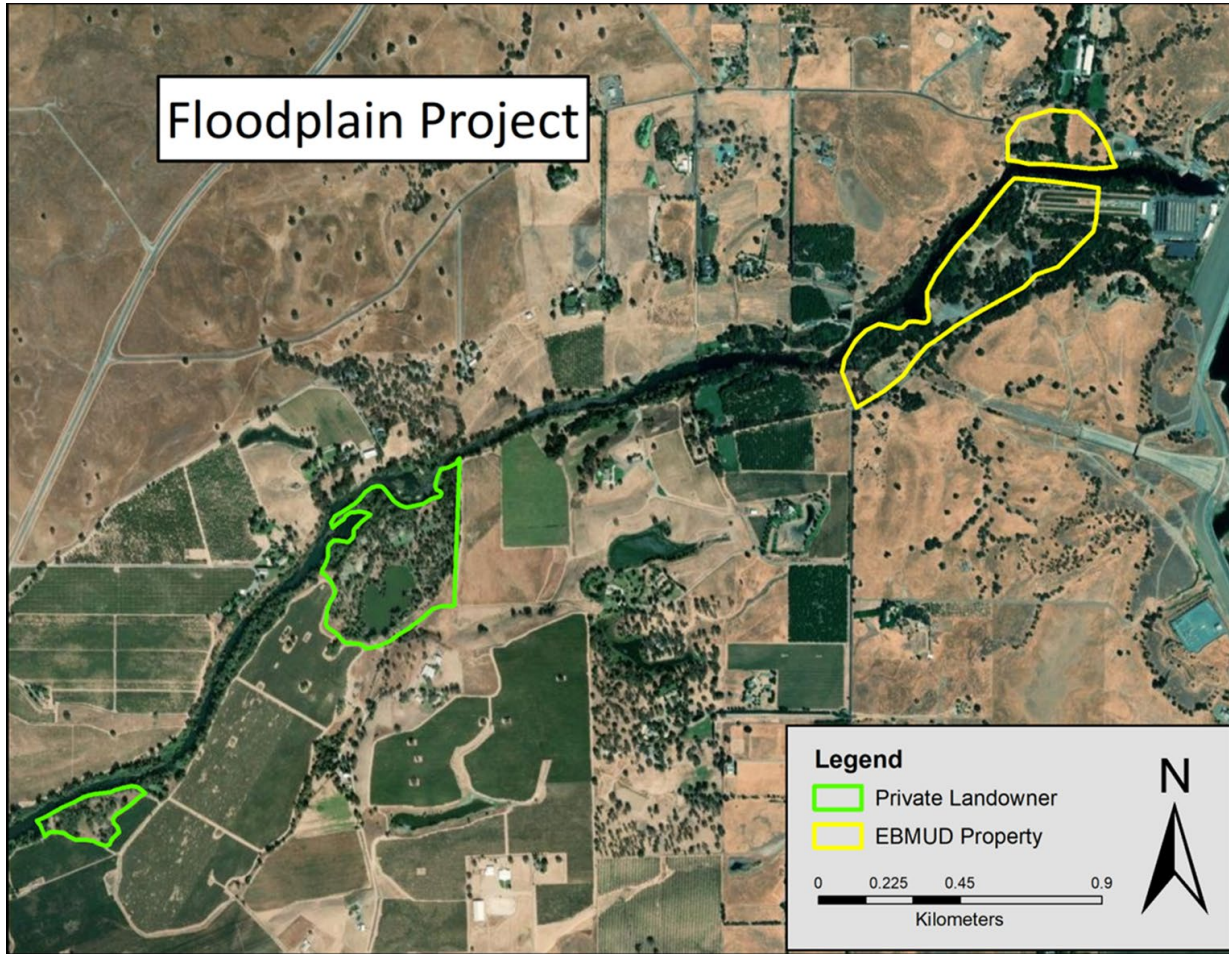 Floodplain Project
Legend
Private Landowner
EBMUD Property
N
0 0.225 0.45 0.9
Kilometers